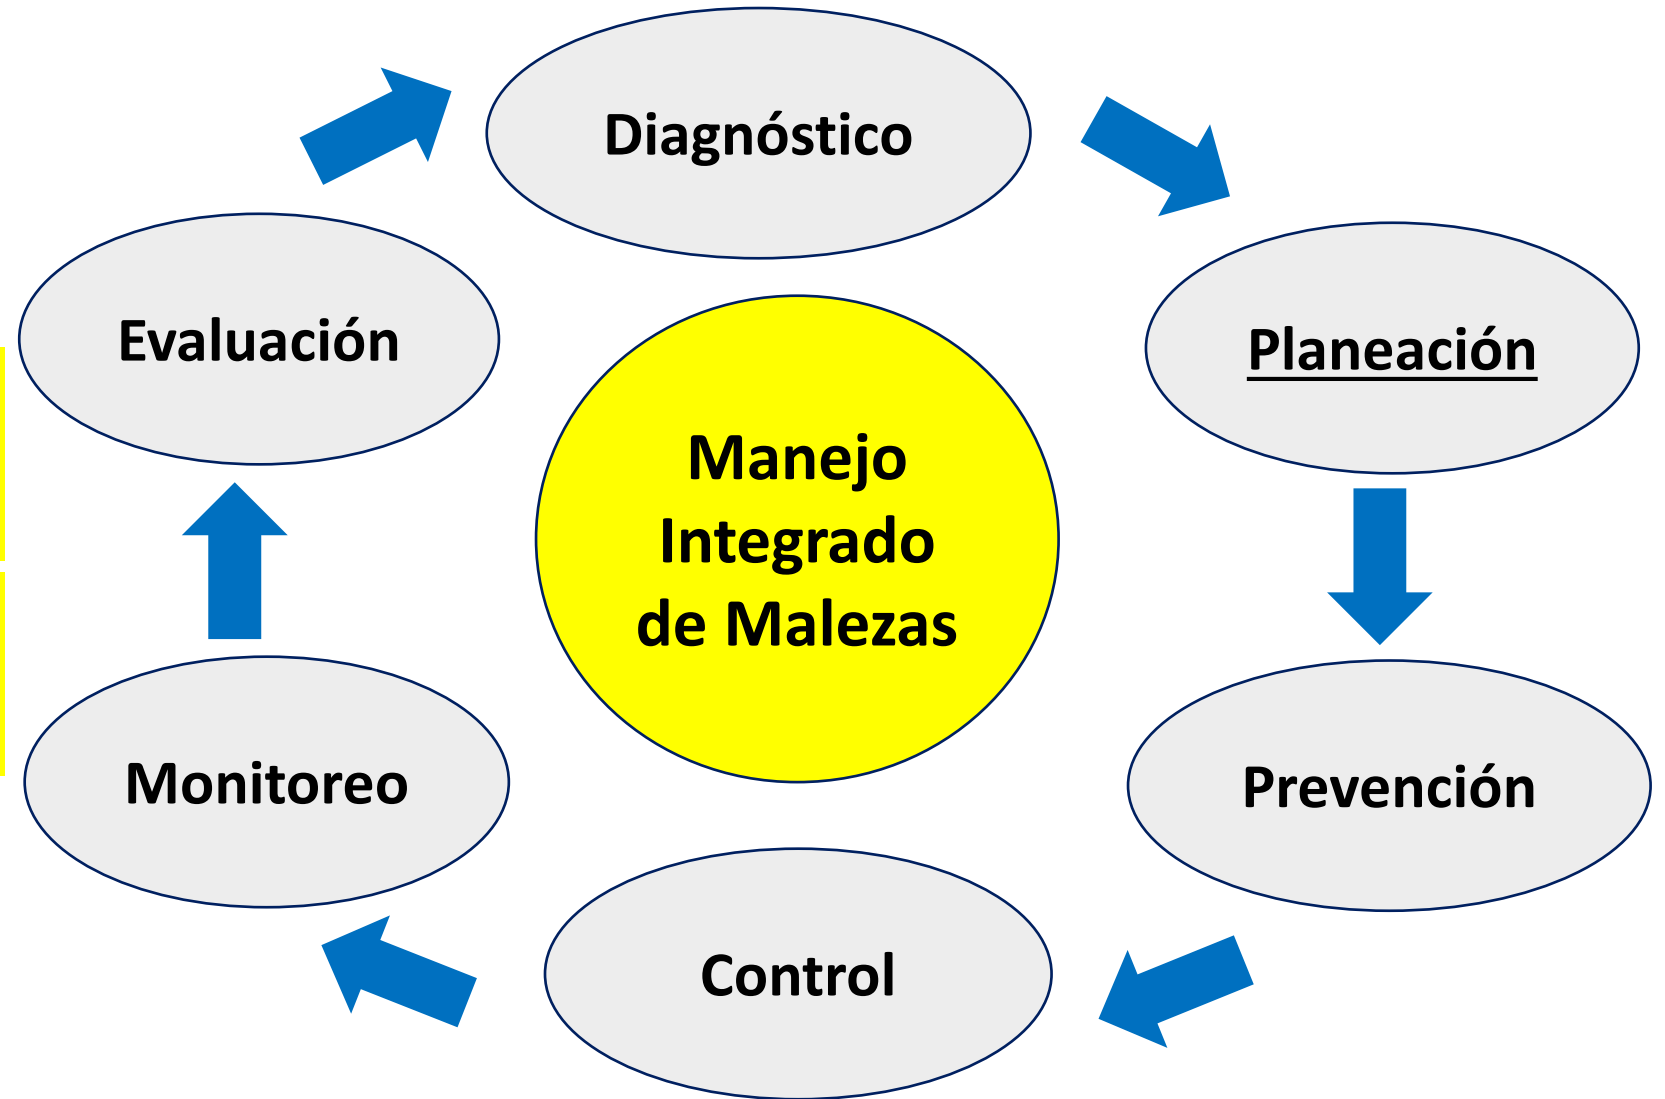 Diagnóstico
Planeación
Prevención
Control
Monitoreo
Evaluación
Manejo
Integrado
de Malezas